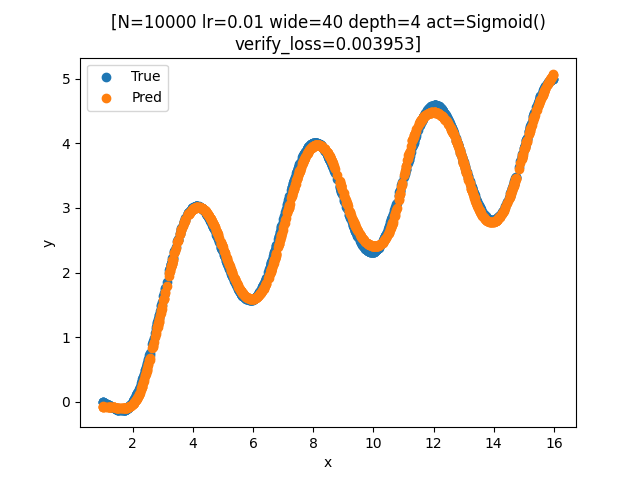 [N=10000 lr=0.01 wide=40 depth=4 act=Sigmoid()
verify_loss=0.003953]
True
Pred
5
4
3
2
1
0
y
2 4 6 8 10 12 14 16
x